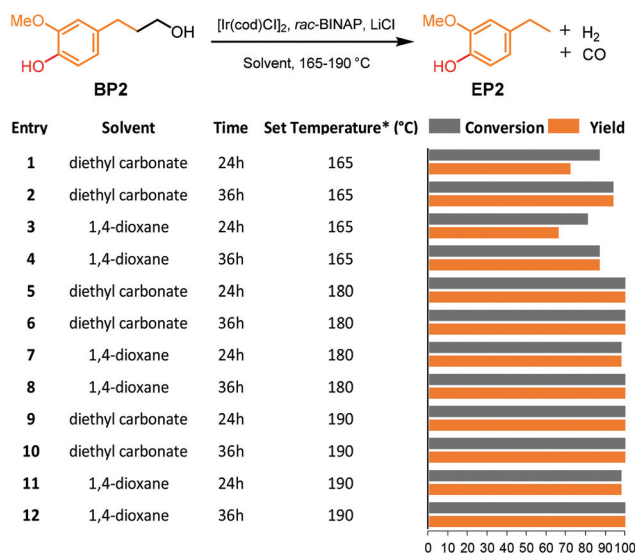 MeO
HO
OH
BP2
[Ir(cod)Cl]2, rac-BINAP, LiCl
Solvent, 165-190 °C
MeO
HO
EP2
+ H2
+ CO
Entry Solvent Time Set Temperature* (°C) Conversion Yield
1 diethyl carbonate 24h 165
2 diethyl carbonate 36h 165
3 1,4-dioxane 24h 165
4 1,4-dioxane 36h 165
5 diethyl carbonate 24h 180
6 diethyl carbonate 36h 180
7 1,4-dioxane 24h 180
8 1,4-dioxane 36h 180
9 diethyl carbonate 24h 190
10 diethyl carbonate 36h 190
11 1,4-dioxane 24h 190
12 1,4-dioxane 36h 190
0 10 20 30 40 50 60 70 80 90 100